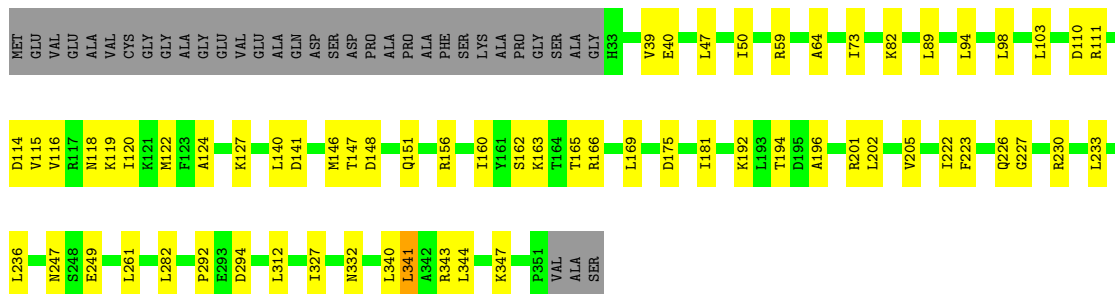 MET GLU VAL GLU ALA VAL CYS GLY GLY ALA GLY GLU VAL GLU ALA GLN ASP SER ASP PRO ALA PRO ALA PHE SER LYS ALA PRO GLY SER ALA GLY H33 V39 E40 L47 I50 R59 A64 I73 K82 L89 L94 L98 L103 D110 R111
D114 V115 V116 R117 N118 K119 I120 K121 M122 F123 A124 K127 L140 D141 M146 T147 D148 Q151 R156 I160 Y161 S162 K163 T164 T165 R166 L169 D175 I181 K192 L193 T194 D195 A196 R201 L202 V205 I222 F223 Q226 G227 R230 L233
L236 N247 S248 E249 L261 L282 P292 E293 D294 L312 I327 N332 L340 L341 A342 R343 L344 K347 P351 VAL ALA SER